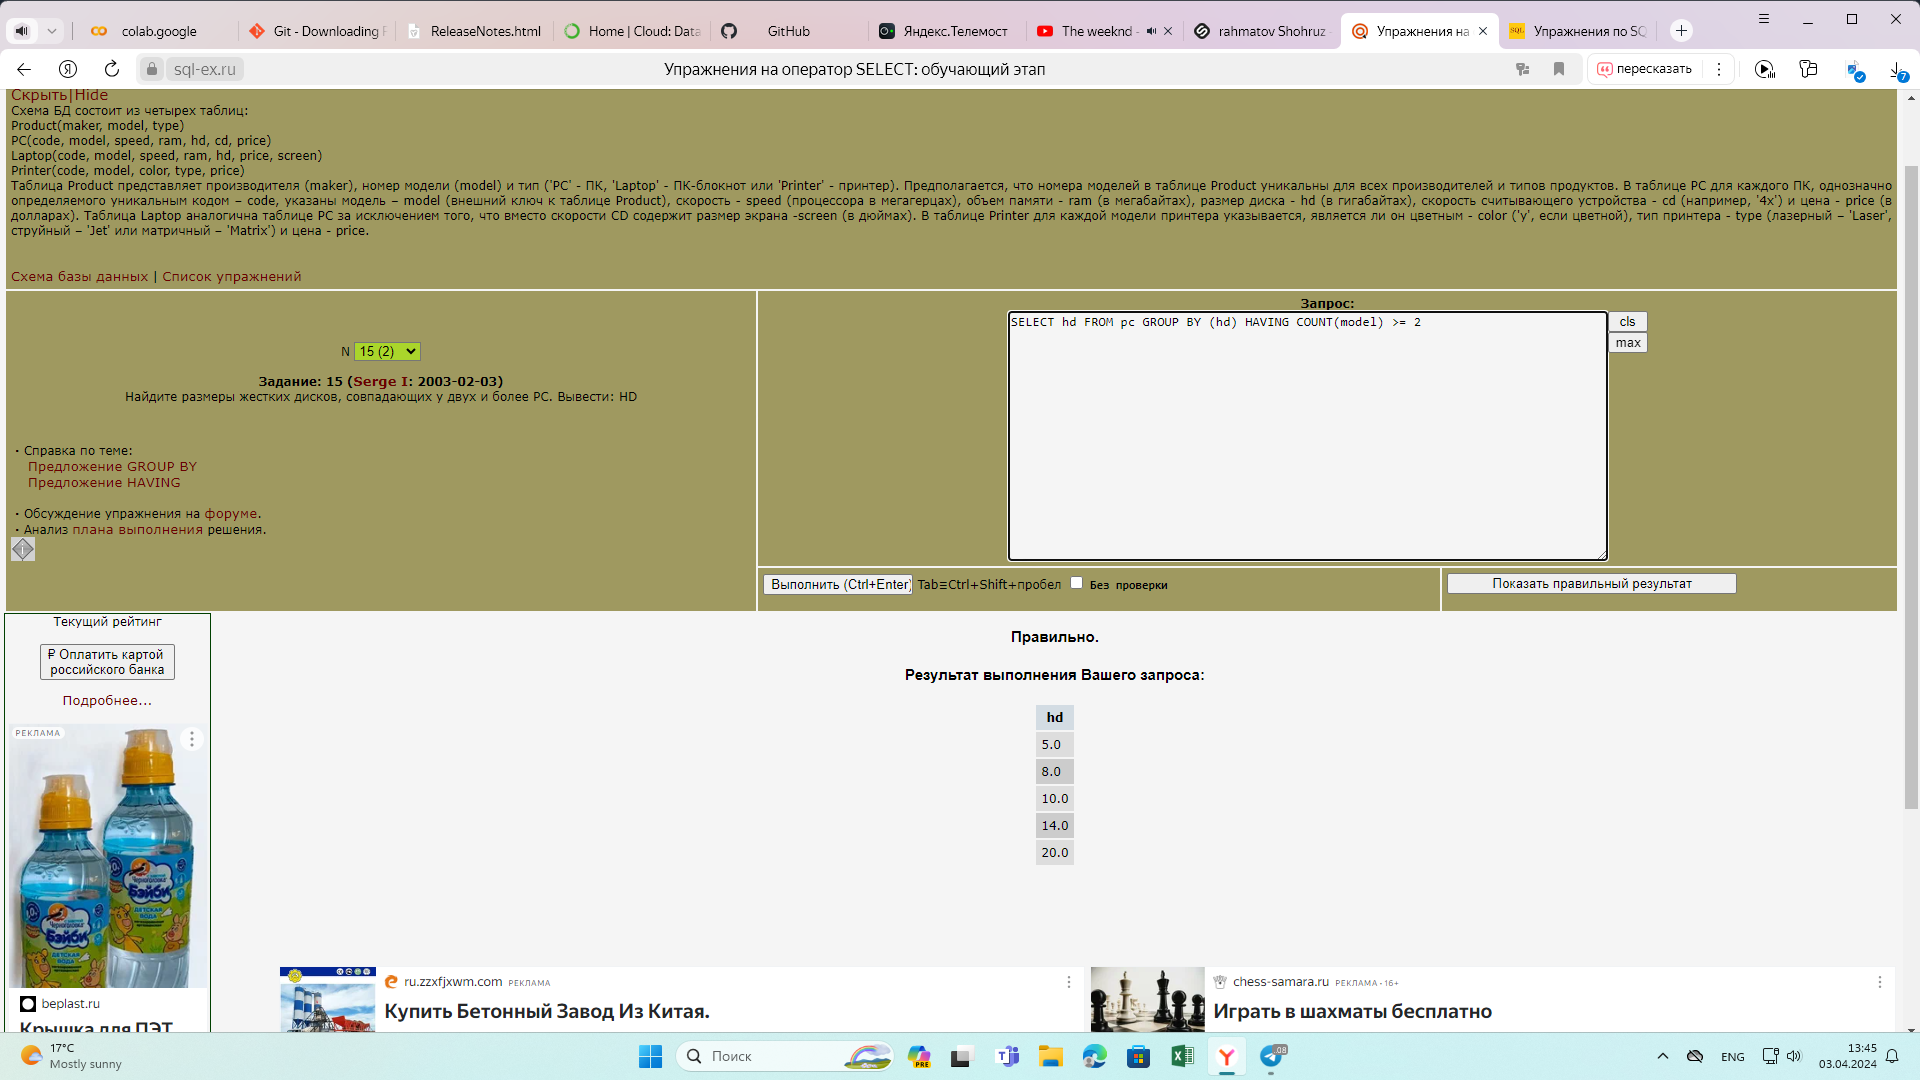 colab.google
Git - Downloading
ReleaseNotes.html
Home | Cloud: Data
GitHub
Яндекс.Телемост
The weeknd -
rahmatov Shohruz -
Упражнения на
SQL
Упражнения по SQ
sql-ex.ru
Упражнения на оператор SELECT: обучающий этап
пересказать
7
Скрыть|Hide
Схема БД состоит из четырех таблиц:
Product(maker, model, type)
PC(code, model, speed, ram, hd, cd, price)
Laptop(code, model, speed, ram, hd, price, screen)
Printer(code, model, color, type, price)
Таблица Product представляет производителя (maker), номер модели (model) и тип ('PC' - ПК, 'Laptop' - ПК-блокнот или 'Printer' - принтер). Предполагается, что номера моделей в таблице Product уникальны для всех производителей и типов продуктов. В таблице PC для каждого ПК, однозначно
определяемого уникальным кодом – code, указаны модель – model (внешний ключ к таблице Product), скорость - speed (процессора в мегагерцах), объем памяти - ram (в мегабайтах), размер диска - hd (в гигабайтах), скорость считывающего устройства - cd (например, '4x') и цена - price (в
долларах). Таблица Laptop аналогична таблице РС за исключением того, что вместо скорости CD содержит размер экрана -screen (в дюймах). В таблице Printer для каждой модели принтера указывается, является ли он цветным - color ('y', если цветной), тип принтера - type (лазерный – 'Laser',
струйный – 'Jet' или матричный – 'Matrix') и цена - price.
Схема базы данных | Список упражнений
Запрос:
SELECT hd FROM pc GROUP BY (hd) HAVING COUNT(model) >= 2
cls
max
N 15 (2)
Задание: 15 (Serge I: 2003-02-03)
Найдите размеры жестких дисков, совпадающих у двух и более PC. Вывести: HD
• Справка по теме:
Предложение GROUP BY
Предложение HAVING
• Обсуждение упражнения на форуме.
• Анализ плана выполнения решения.
Выполнить (Ctrl+Enter) Tab≡Ctrl+Shift+пробел Без проверки
Показать правильный результат
Текущий рейтинг
₽ Оплатить картой
российского банка
Подробнее...
РЕКЛАМА
Черноголовка
Бэйби
ДЕТСКАЯ
ВОДА
Черноголовка
Бэйби
ДЕТСКАЯ
ВОДА
beplast.ru
Крышка для ПЭТ
Правильно.
Результат выполнения Вашего запроса:
hd
5.0
8.0
10.0
14.0
20.0
ru.zzxfjxwm.com РЕКЛАМА
Купить Бетонный Завод Из Китая.
chess-samara.ru РЕКЛАМА • 16+
Играть в шахматы бесплатно
17°C
Mostly sunny
Поиск
PRE
.08
ENG
13:45
03.04.2024